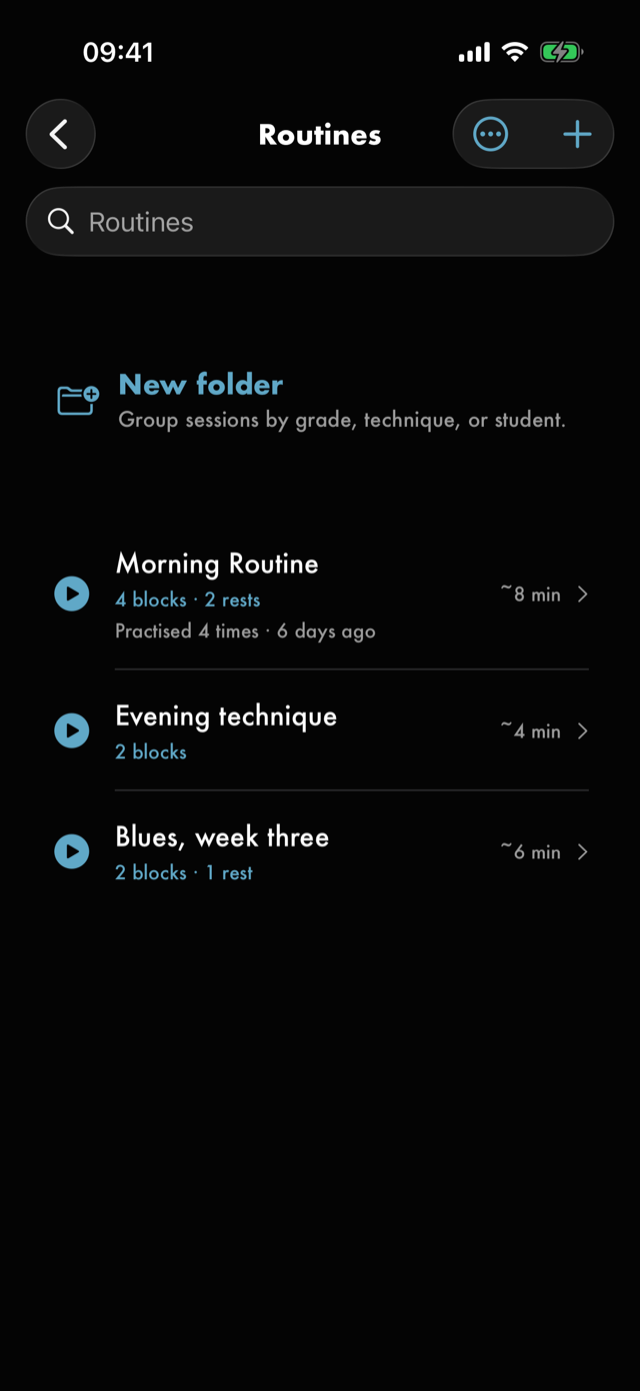 09:41
Routines
Routines
New folder
Group sessions by grade, technique, or student.
Morning Routine
4 blocks · 2 rests
Practised 4 times · 6 days ago
~8 min
Evening technique
2 blocks
~4 min
Blues, week three
2 blocks · 1 rest
~6 min